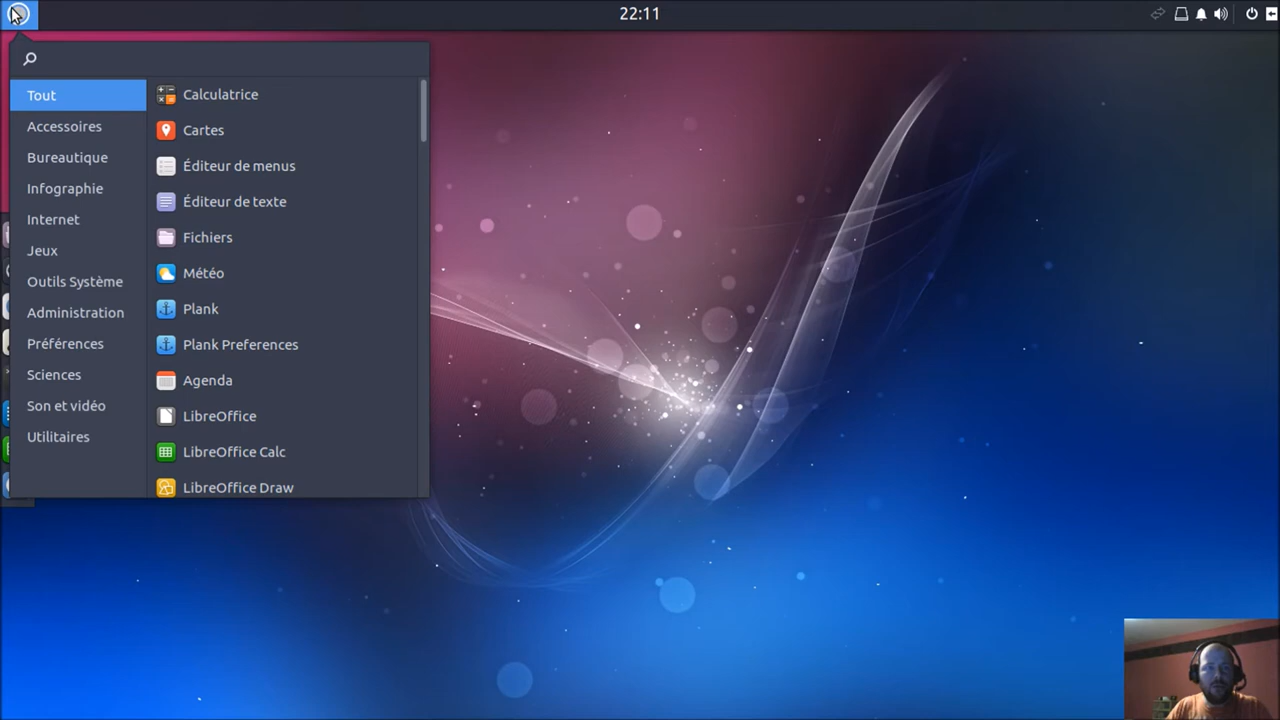 22:11
Tout
Accessoires
Bureautique
Infographie
Internet
Jeux
Outils Système
Administration
Préférences
Sciences
Son et vidéo
Utilitaires
Calculatrice
Cartes
Éditeur de menus
Éditeur de texte
Fichiers
Météo
Plank
Plank Preferences
Agenda
LibreOffice
LibreOffice Calc
LibreOffice Draw